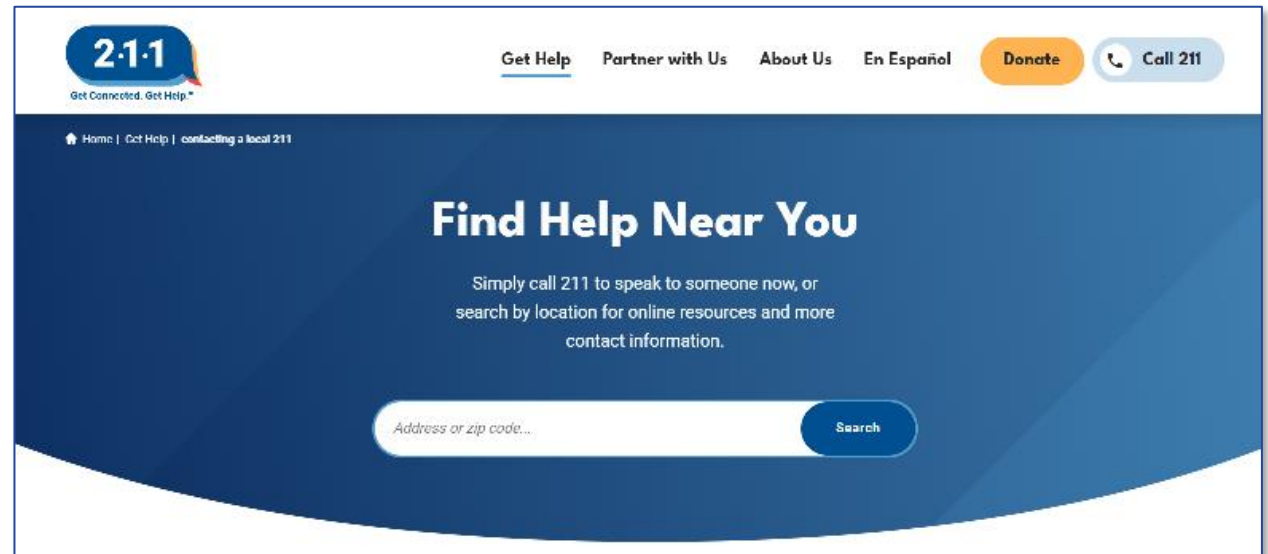 2·1·1
Get Connected. Get Help.™
Get Help Partner with Us About Us En Español Donate Call 211
Home | Get Help | contacting a local 211
Find Help Near You
Simply call 211 to speak to someone now, or
search by location for online resources and more
contact information.
Address or zip code... Search